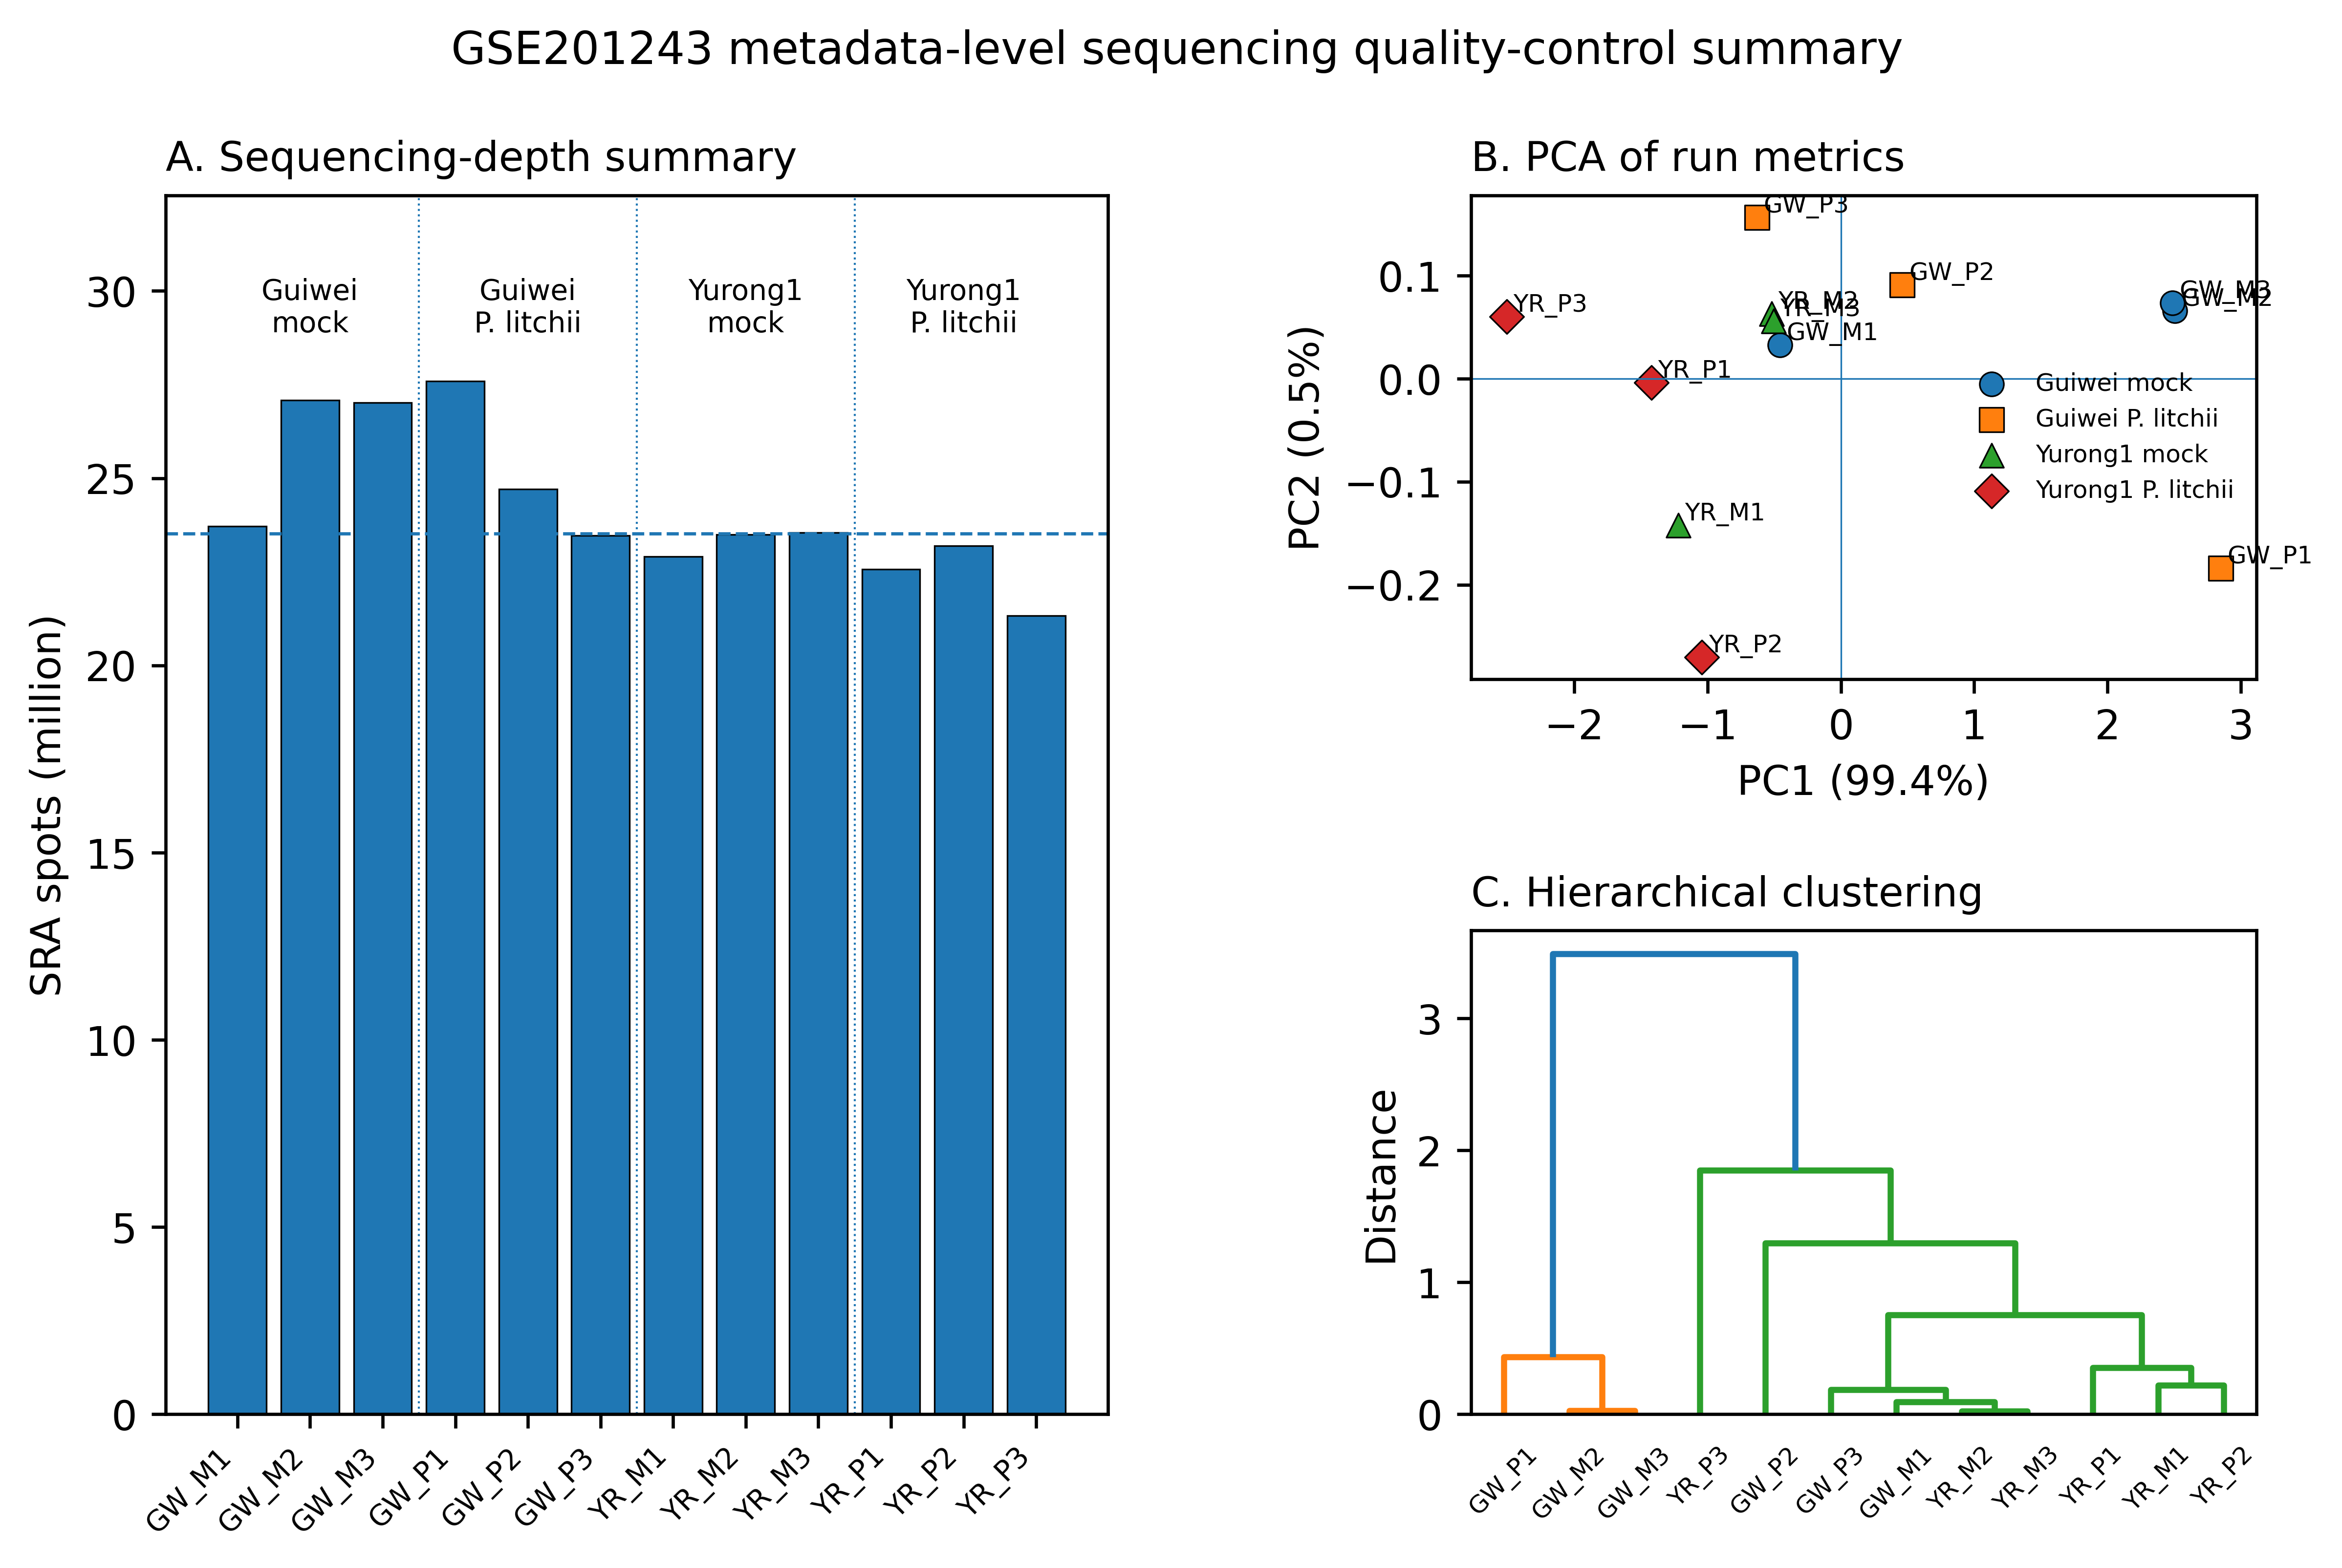 GSE201243 metadata-level sequencing quality-control summary
A. Sequencing-depth summary
SRA spots (million)
30
25
20
15
10
5
0
Guiwei
mock
Guiwei
P. litchii
Yurong1
mock
Yurong1
P. litchii
GW_M1
GW_M2
GW_M3
GW_P1
GW_P2
GW_P3
YR_M1
YR_M2
YR_M3
YR_P1
YR_P2
YR_P3
B. PCA of run metrics
PC2 (0.5%)
0.1
0.0
−0.1
−0.2
GW_P3
GW_P2
GW_M3
GW_M2
YR_P3
YR_M2
YR_M3
GW_M1
YR_P1
YR_M1
GW_P1
YR_P2
Guiwei mock
Guiwei P. litchii
Yurong1 mock
Yurong1 P. litchii
−2
−1
0
1
2
3
PC1 (99.4%)
C. Hierarchical clustering
Distance
3
2
1
0
GW_P1
GW_M2
GW_M3
YR_P3
GW_P2
GW_P3
GW_M1
YR_M2
YR_M3
YR_P1
YR_M1
YR_P2